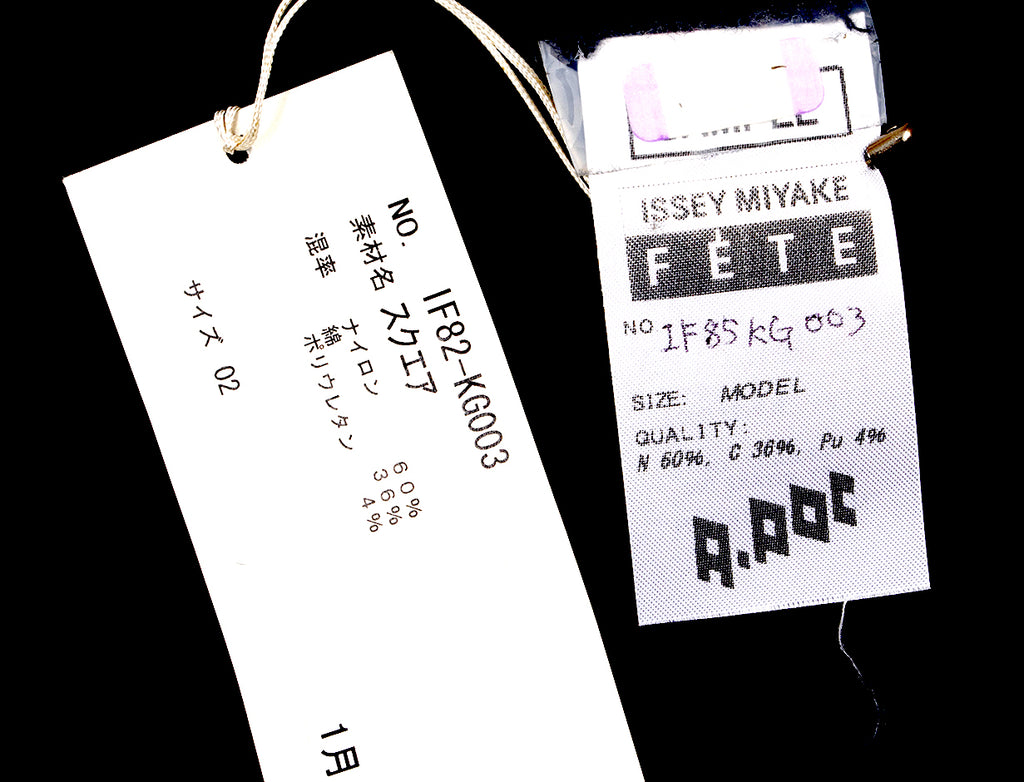 NO. IF82-KG003
素材名 スクエア
混率 ナイロン 60%
綿 36%
ポリウレタン 4%
サイズ 02
1月
ISSEY MIYAKE
FÊTE
NO IF85KG003
SIZE: MODEL
QUALITY:
N 60%, C 36%, Pu 4%
A.POC